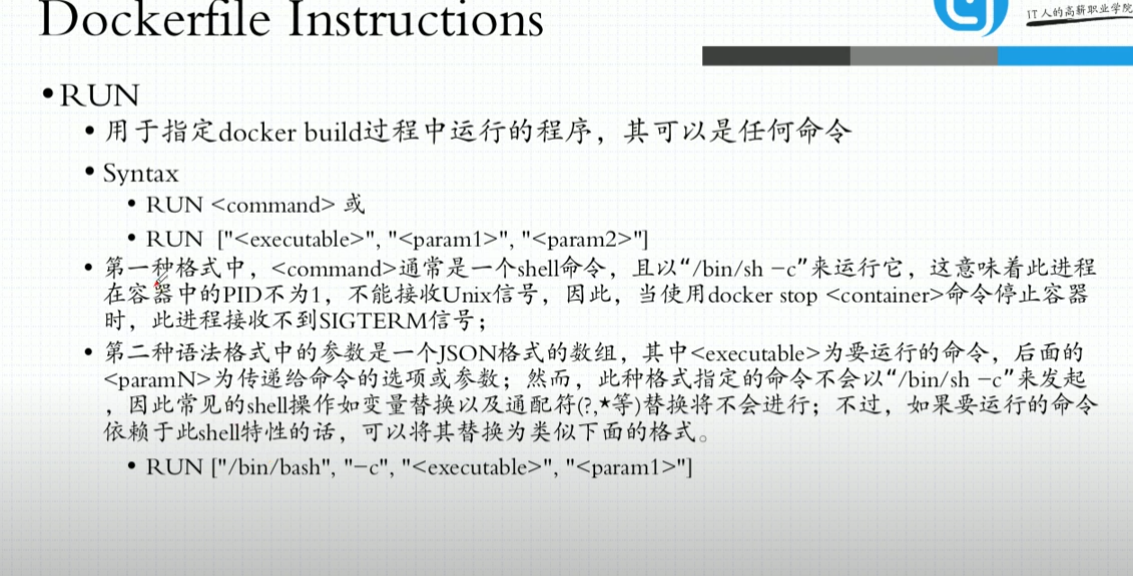 Dockerfile Instructions
IT人的高薪职业学院
•RUN
• 用于指定docker build过程中运行的程序，其可以是任何命令
• Syntax
• RUN <command> 或
• RUN ["<executable>", "<param1>", "<param2>"]
• 第一种格式中，<command>通常是一个shell命令，且以“/bin/sh -c”来运行它，这意味着此进程
在容器中的PID不为1，不能接收Unix信号，因此，当使用docker stop <container>命令停止容器
时，此进程接收不到SIGTERM信号；
• 第二种语法格式中的参数是一个JSON格式的数组，其中<executable>为要运行的命令，后面的
<paramN>为传递给命令的选项或参数；然而，此种格式指定的命令不会以“/bin/sh -c”来发起
，因此常见的shell操作如变量替换以及通配符(?,*等)替换将不会进行；不过，如果要运行的命令
依赖于此shell特性的话，可以将其替换为类似下面的格式。
• RUN ["/bin/bash", "-c", "<executable>", "<param1>"]